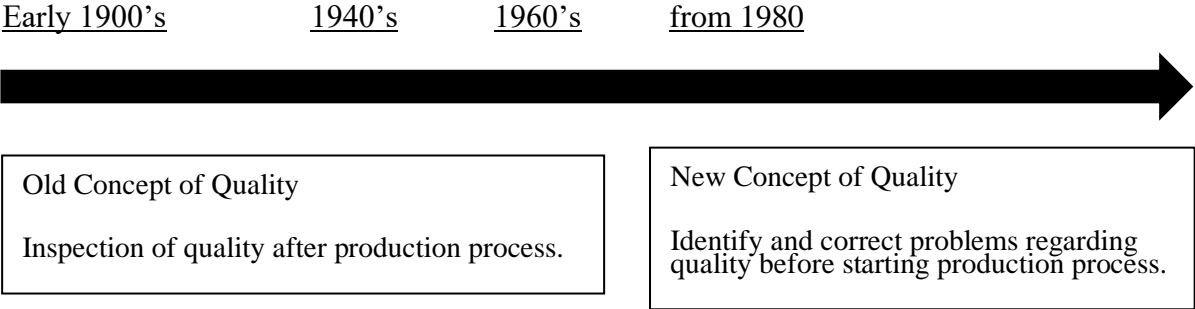 Early 1900’s 1940’s 1960’s from 1980
Old Concept of Quality
Inspection of quality after production process.
New Concept of Quality
Identify and correct problems regarding
quality before starting production process.